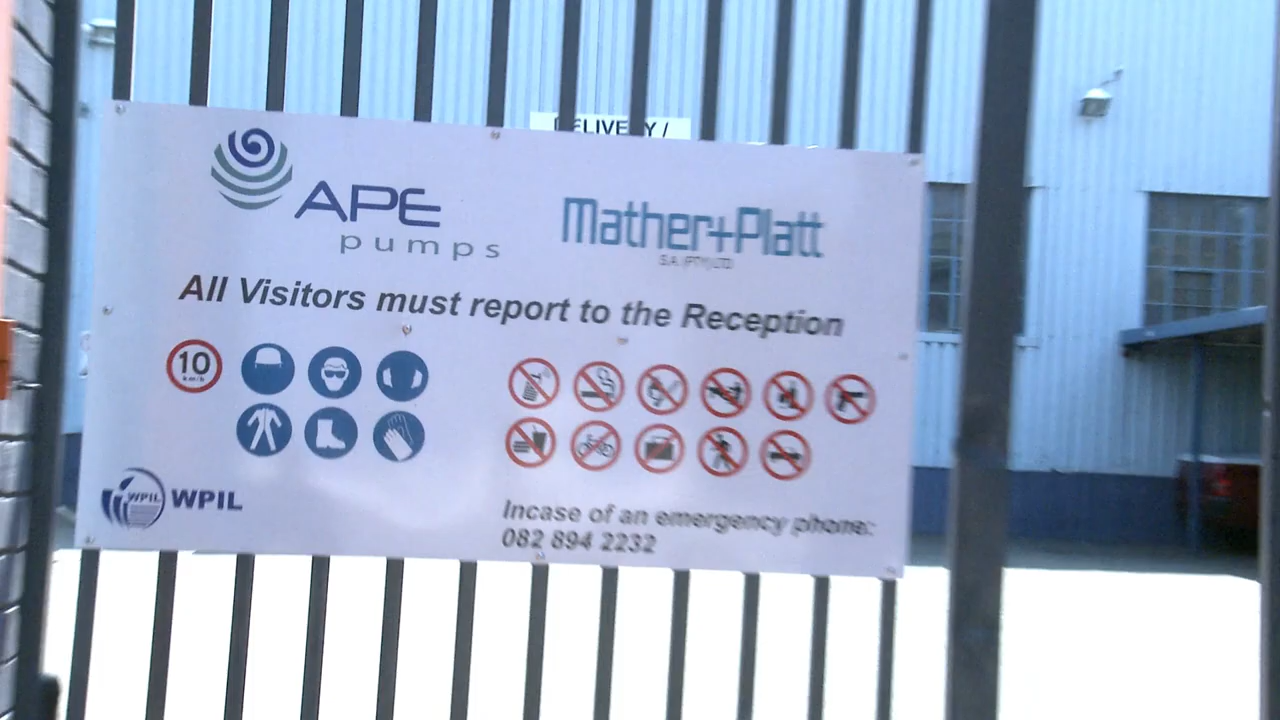 DELIVERY /
APE
pumps
Mather+Platt
S.A. (PTY) LTD
All Visitors must report to the Reception
10
km/h
WPIL
WPIL
Incase of an emergency phone:
082 894 2232